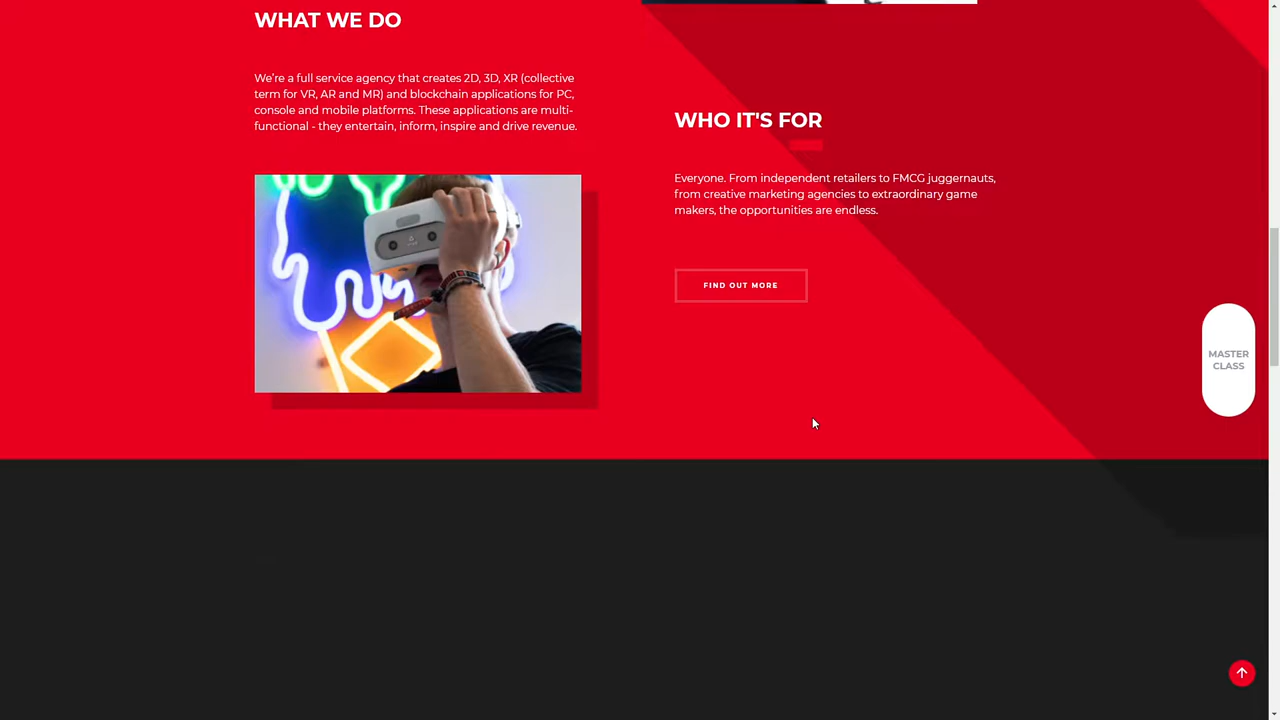 WHAT WE DO
We're a full service agency that creates 2D, 3D, XR (collective
term for VR, AR and MR) and blockchain applications for PC,
console and mobile platforms. These applications are multi-
functional - they entertain, inform, inspire and drive revenue.
WHO IT'S FOR
Everyone. From independent retailers to FMCG juggernauts,
from creative marketing agencies to extraordinary game
makers, the opportunities are endless.
FIND OUT MORE
MASTER
CLASS